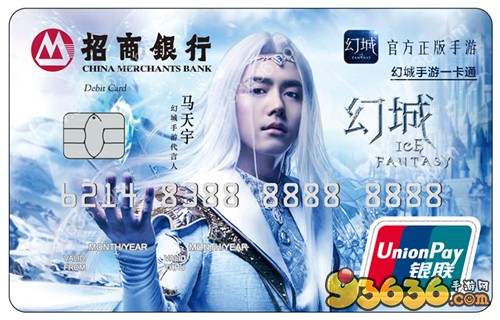 招商銀行
CHINA MERCHANTS BANK
Debit Card
幻城
FANTASY
官方正版手游
幻城手游一卡通
马天宇
幻城手游代言人
幻城
ICE
FANTASY
6214 8388 8888 8888
MONTH/YEAR
MONTH/YEAR
VALID
FROM
VALID
THRU
UnionPay
银联
93636.com
手游网